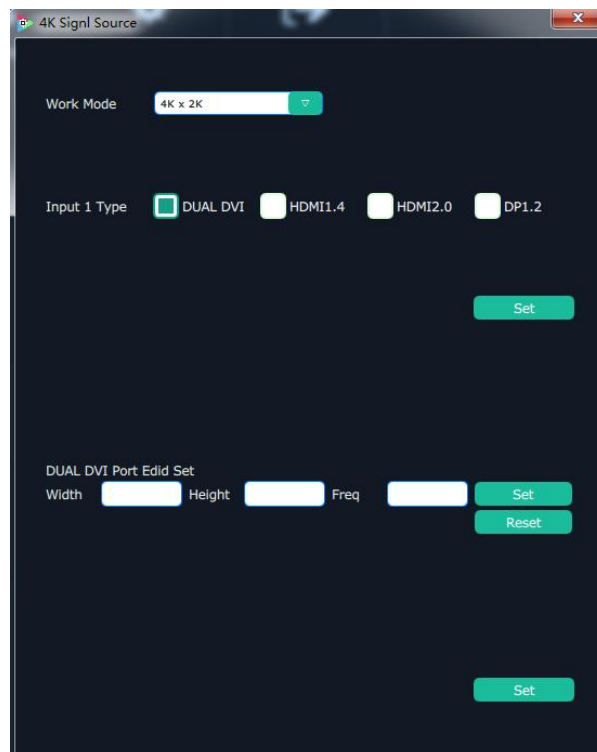 4K Signl Source
Work Mode 4K x 2K
Input 1 Type DUAL DVI HDMI1.4 HDMI2.0 DP1.2
Set
DUAL DVI Port Edid Set
Width Height Freq Set
Reset
Set